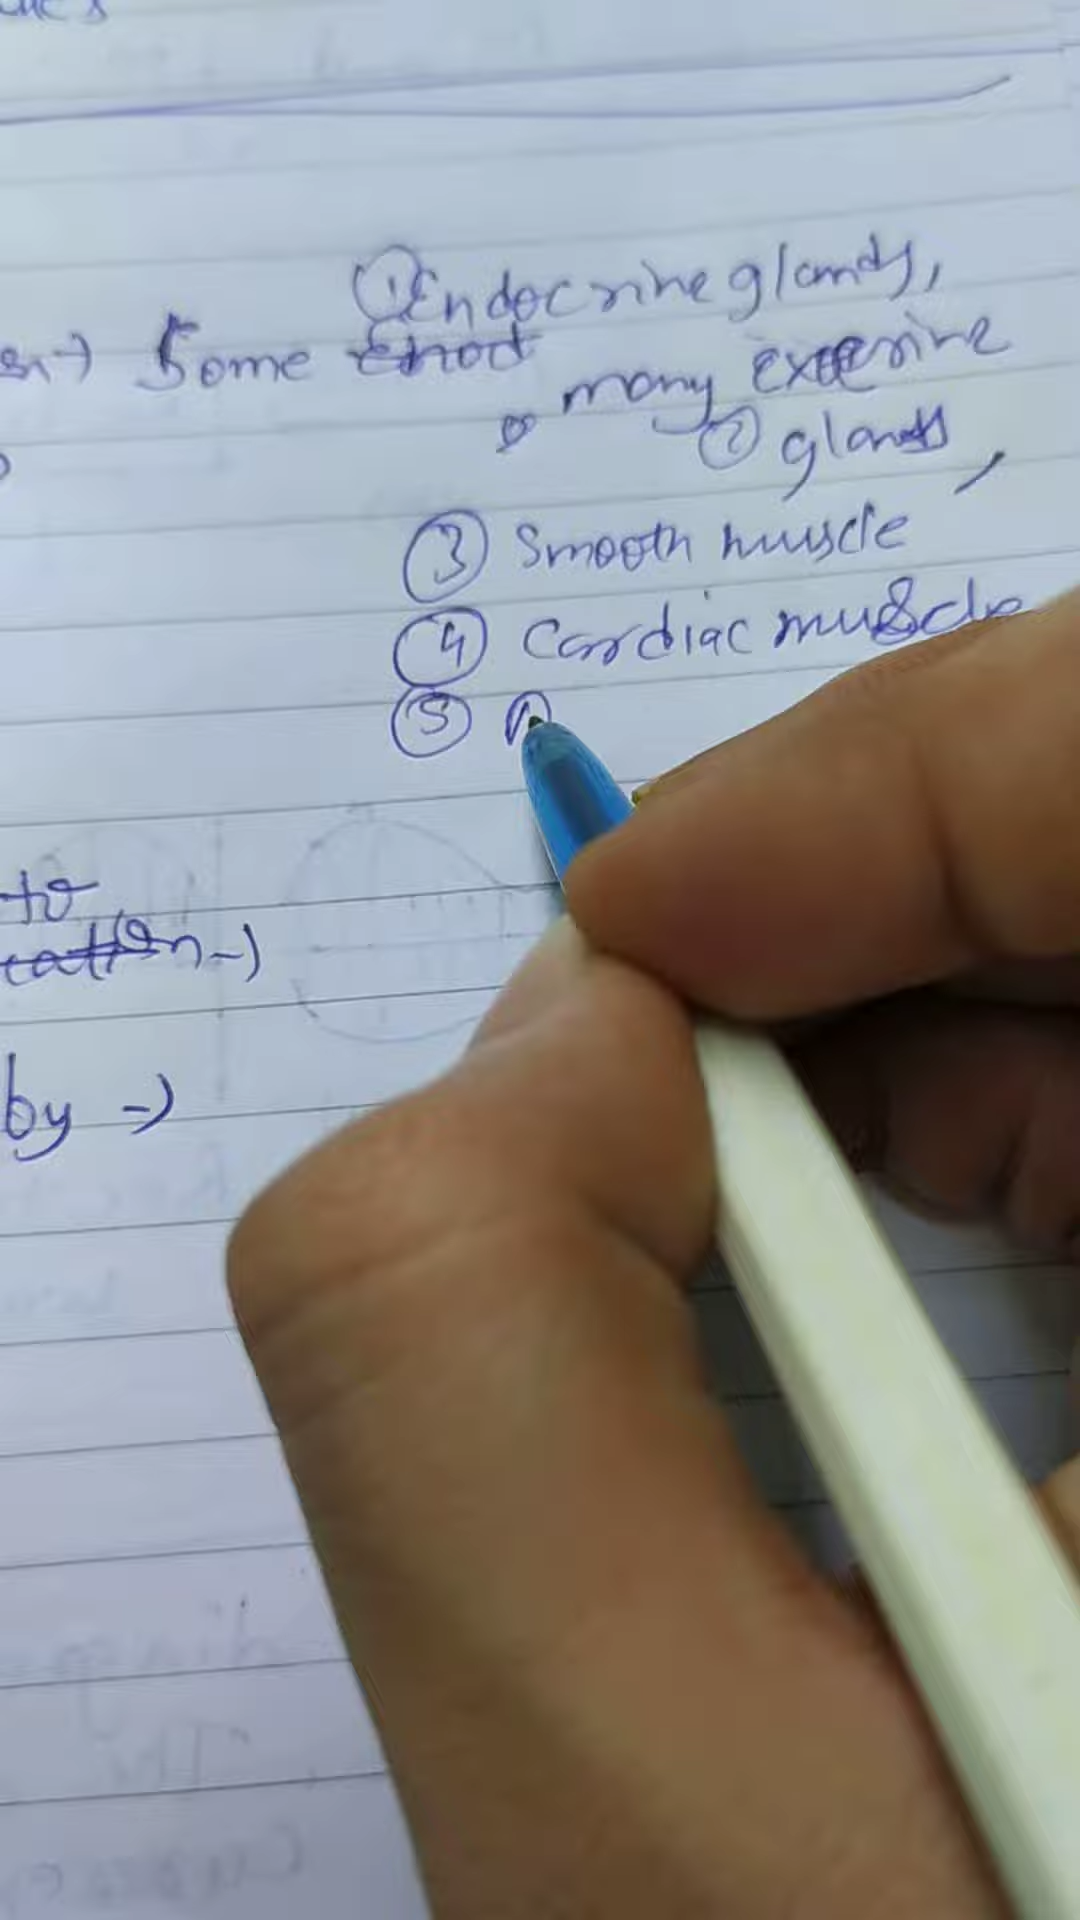 ① Endocrine glands,
→ Some
many exocrine
② glands,
③ Smooth muscle
④ Cardiac muscle
⑤
to
by →